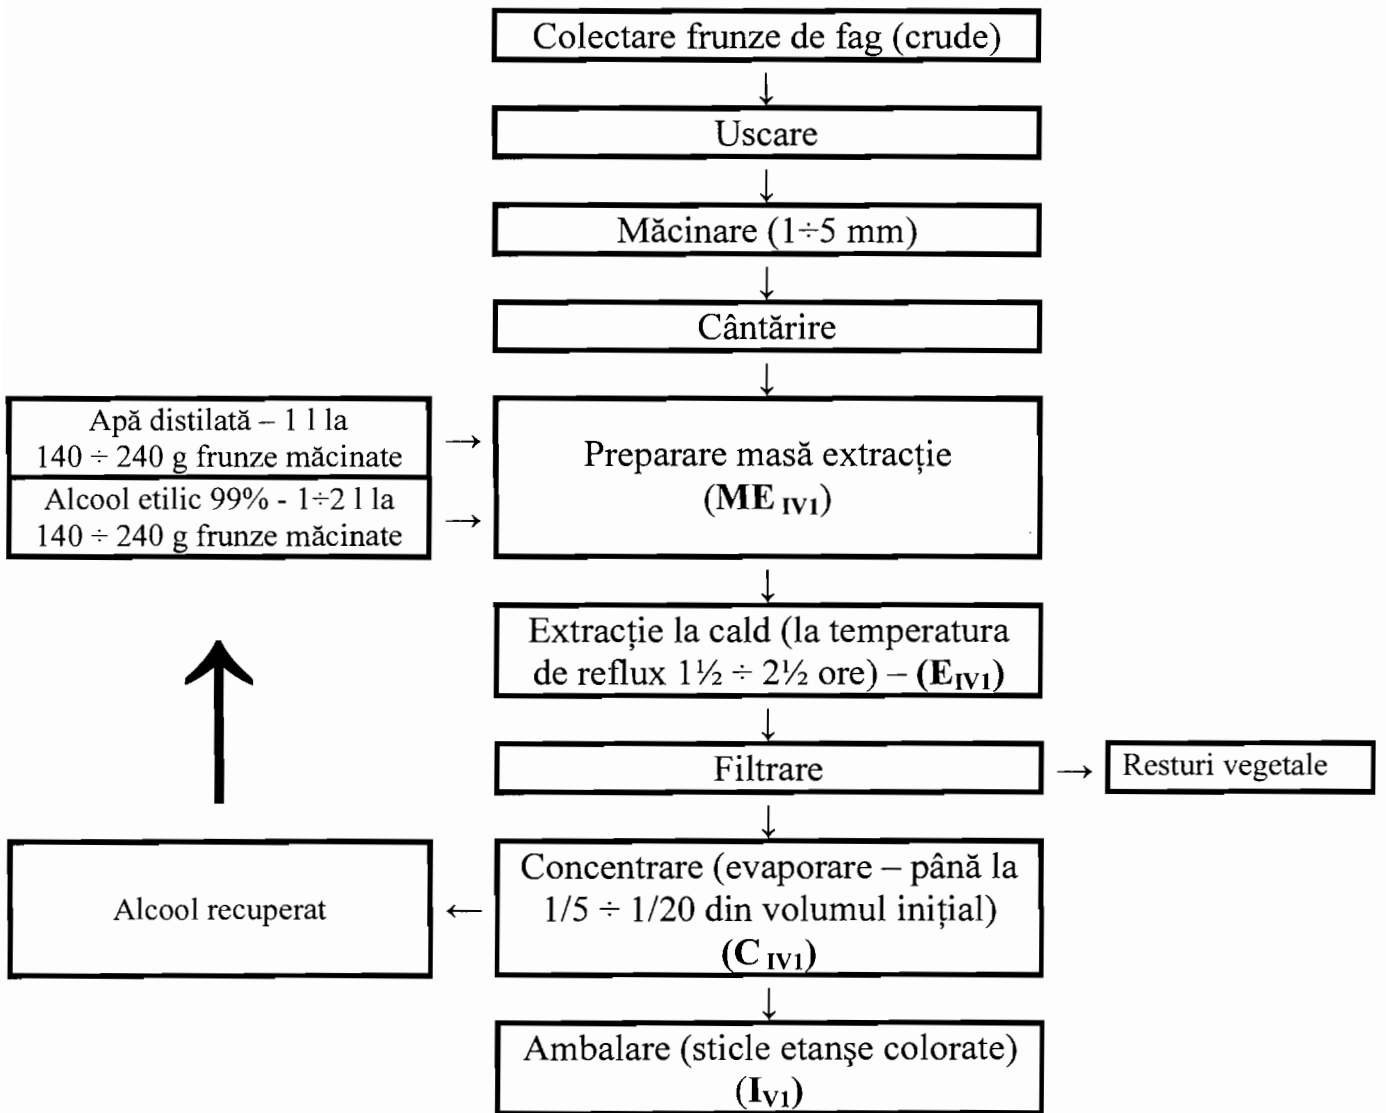 Colectare frunze de fag (crude)
↓
Uscare
↓
Măcinare (1÷5 mm)
↓
Cântărire
↓
Apă distilată – 1 l la
140 ÷ 240 g frunze măcinate
→
Alcool etilic 99% - 1÷2 l la
140 ÷ 240 g frunze măcinate
→
Preparare masă extracție
(ME IV1)
↓
Extracție la cald (la temperatura
de reflux 1½ ÷ 2½ ore) – (EIV1)
↓
Filtrare
→
Resturi vegetale
↓
Concentrare (evaporare – până la
1/5 ÷ 1/20 din volumul inițial)
(C IV1)
←
Alcool recuperat
↑
↓
Ambalare (sticle etanşe colorate)
(IV1)